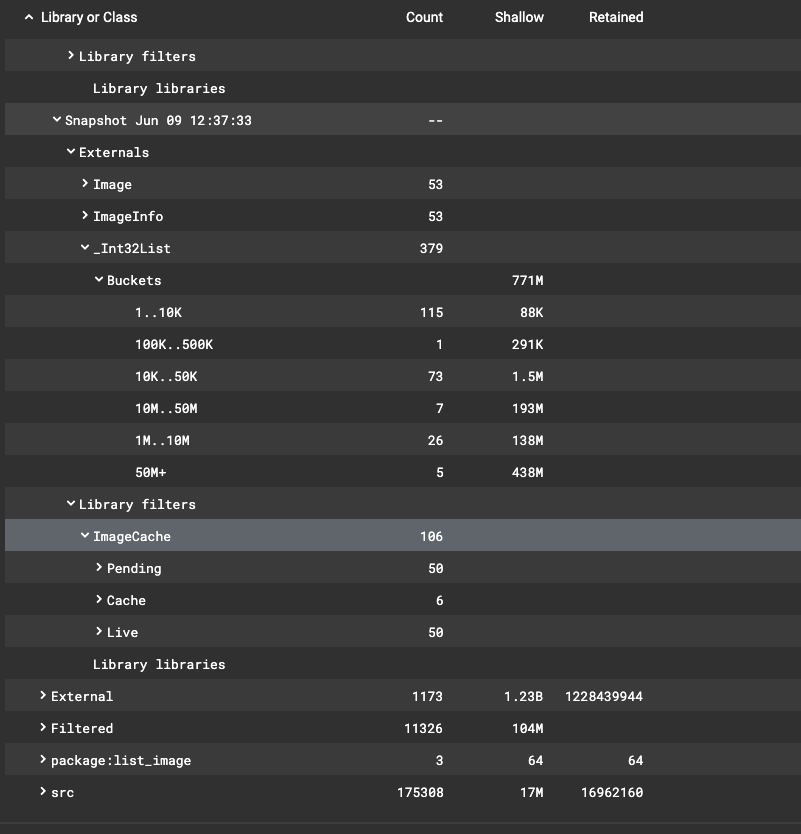 Library or Class Count Shallow Retained
Library filters
Library libraries
Snapshot Jun 09 12:37:33 --
Externals
Image 53
ImageInfo 53
_Int32List 379
Buckets 771M
1..10K 115 88K
100K..500K 1 291K
10K..50K 73 1.5M
10M..50M 7 193M
1M..10M 26 138M
50M+ 5 438M
Library filters
ImageCache 106
Pending 50
Cache 6
Live 50
Library libraries
External 1173 1.23B 1228439944
Filtered 11326 104M
package:list_image 3 64 64
src 175308 17M 16962160